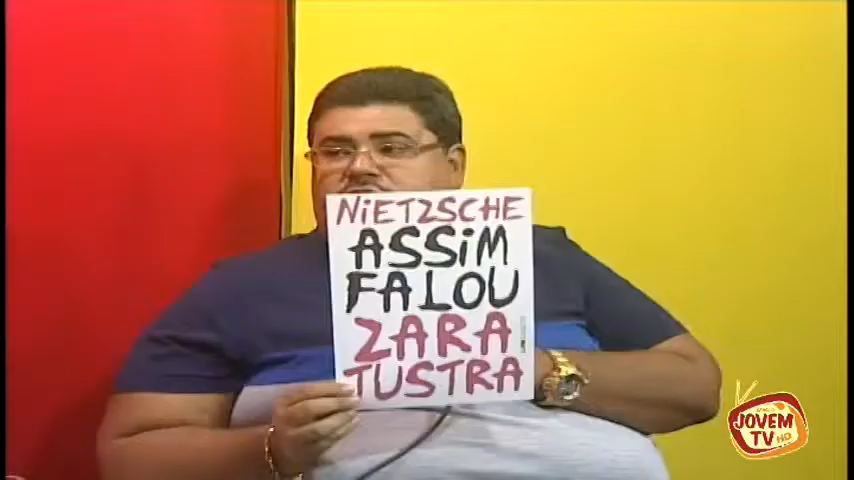 NiETZSCHE
ASSiM
FALOU
ZARA
TUSTRA
JOVEM
TV HD